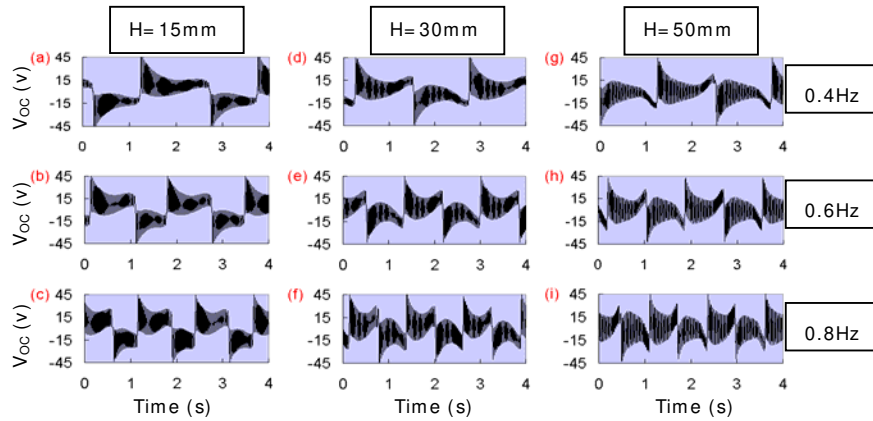 H= 15mm H= 30mm H= 50mm
(a) 45 (d) 45 (g) 45
15 15 15
-15 -15 -15
-45 -45 -45
V_OC (v)
0 1 2 3 4 0 1 2 3 4 0 1 2 3 4
0.4Hz
(b) 45 (e) 45 (h) 45
15 15 15
-15 -15 -15
-45 -45 -45
V_OC (v)
0 1 2 3 4 0 1 2 3 4 0 1 2 3 4
0.6Hz
(c) 45 (f) 45 (i) 45
15 15 15
-15 -15 -15
-45 -45 -45
V_OC (v)
0 1 2 3 4 0 1 2 3 4 0 1 2 3 4
0.8Hz
Time (s) Time (s) Time (s)